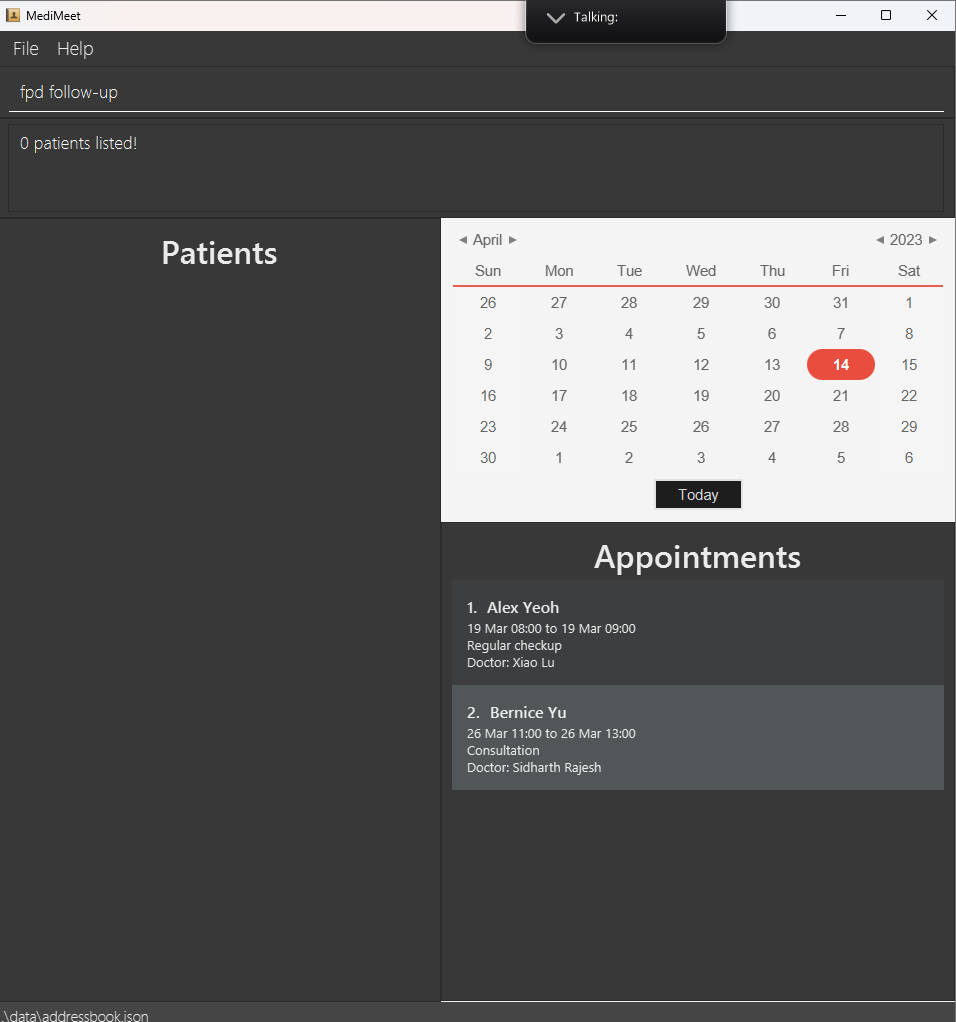 MediMeet
Talking:
File Help
fpd follow-up
0 patients listed!
Patients
April 2023
Sun Mon Tue Wed Thu Fri Sat
26 27 28 29 30 31 1
2 3 4 5 6 7 8
9 10 11 12 13 14 15
16 17 18 19 20 21 22
23 24 25 26 27 28 29
30 1 2 3 4 5 6
Today
Appointments
1. Alex Yeoh
19 Mar 08:00 to 19 Mar 09:00
Regular checkup
Doctor: Xiao Lu
2. Bernice Yu
26 Mar 11:00 to 26 Mar 13:00
Consultation
Doctor: Sidharth Rajesh
.\data\addressbook.json